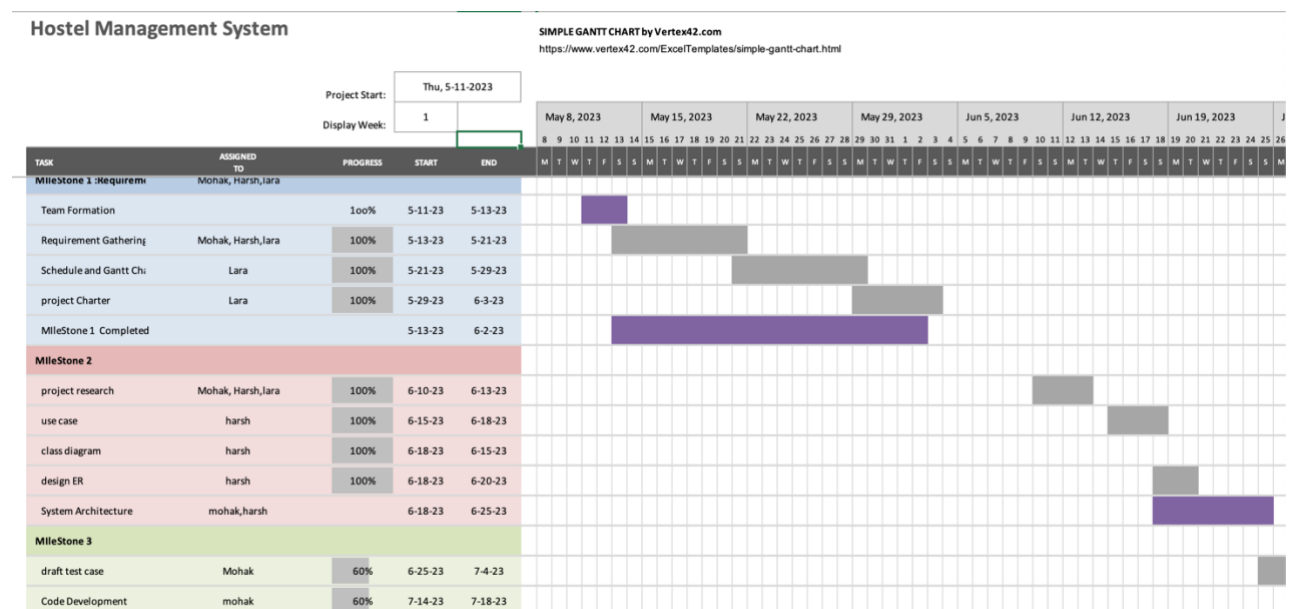 Hostel Management System
SIMPLE GANTT CHART by Vertex42.com
https://www.vertex42.com/ExcelTemplates/simple-gantt-chart.html
Project Start: Thu, 5-11-2023
Display Week: 1
May 8, 2023 May 15, 2023 May 22, 2023 May 29, 2023 Jun 5, 2023 Jun 12, 2023 Jun 19, 2023 J
8 9 10 11 12 13 14 15 16 17 18 19 20 21 22 23 24 25 26 27 28 29 30 31 1 2 3 4 5 6 7 8 9 10 11 12 13 14 15 16 17 18 19 20 21 22 23 24 25 26
TASK ASSIGNED TO PROGRESS START END M T W T F S S M T W T F S S M T W T F S S M T W T F S S M T W T F S S M T W T F S S M T W T F S S M
MIleStone 1 :Requirem Mohak, Harsh,lara
Team Formation 1oo% 5-11-23 5-13-23
Requirement Gathering Mohak, Harsh,lara 100% 5-13-23 5-21-23
Schedule and Gantt Cha Lara 100% 5-21-23 5-29-23
project Charter Lara 100% 5-29-23 6-3-23
MIleStone 1 Completed 5-13-23 6-2-23
MIleStone 2
project research Mohak, Harsh,lara 100% 6-10-23 6-13-23
use case harsh 100% 6-15-23 6-18-23
class diagram harsh 100% 6-18-23 6-15-23
design ER harsh 100% 6-18-23 6-20-23
System Architecture mohak,harsh 6-18-23 6-25-23
MIleStone 3
draft test case Mohak 60% 6-25-23 7-4-23
Code Development mohak 60% 7-14-23 7-18-23